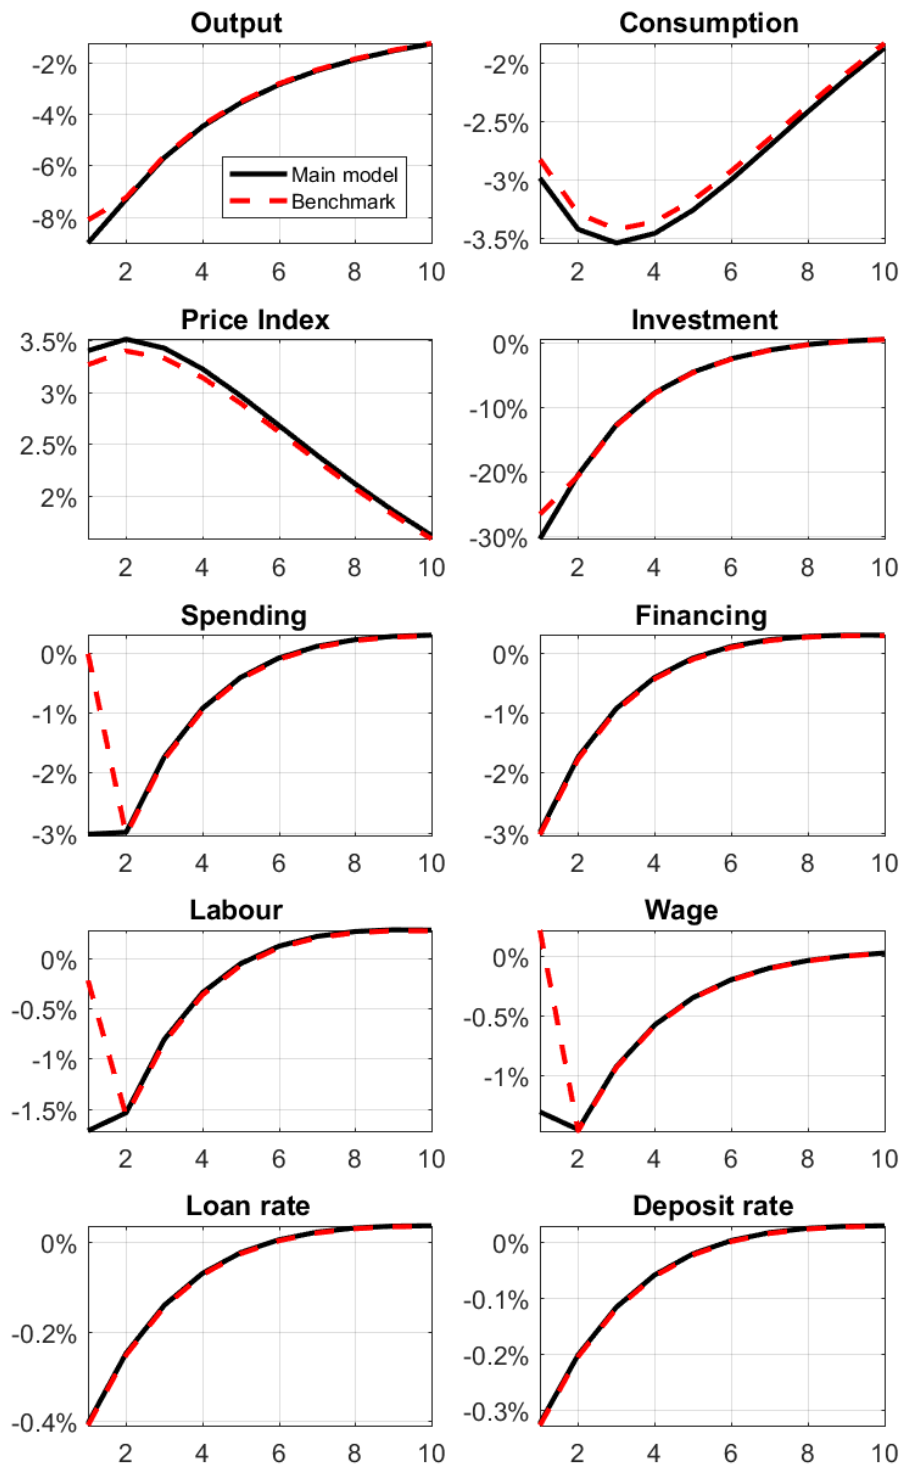 Output
-2%
-4%
-6%
-8%
Main model
Benchmark
2 4 6 8 10
Consumption
-2%
-2.5%
-3%
-3.5%
2 4 6 8 10
Price Index
3.5%
3%
2.5%
2%
2 4 6 8 10
Investment
0%
-10%
-20%
-30%
2 4 6 8 10
Spending
0%
-1%
-2%
-3%
2 4 6 8 10
Financing
0%
-1%
-2%
-3%
2 4 6 8 10
Labour
0%
-0.5%
-1%
-1.5%
2 4 6 8 10
Wage
0%
-0.5%
-1%
2 4 6 8 10
Loan rate
0%
-0.2%
-0.4%
2 4 6 8 10
Deposit rate
0%
-0.1%
-0.2%
-0.3%
2 4 6 8 10